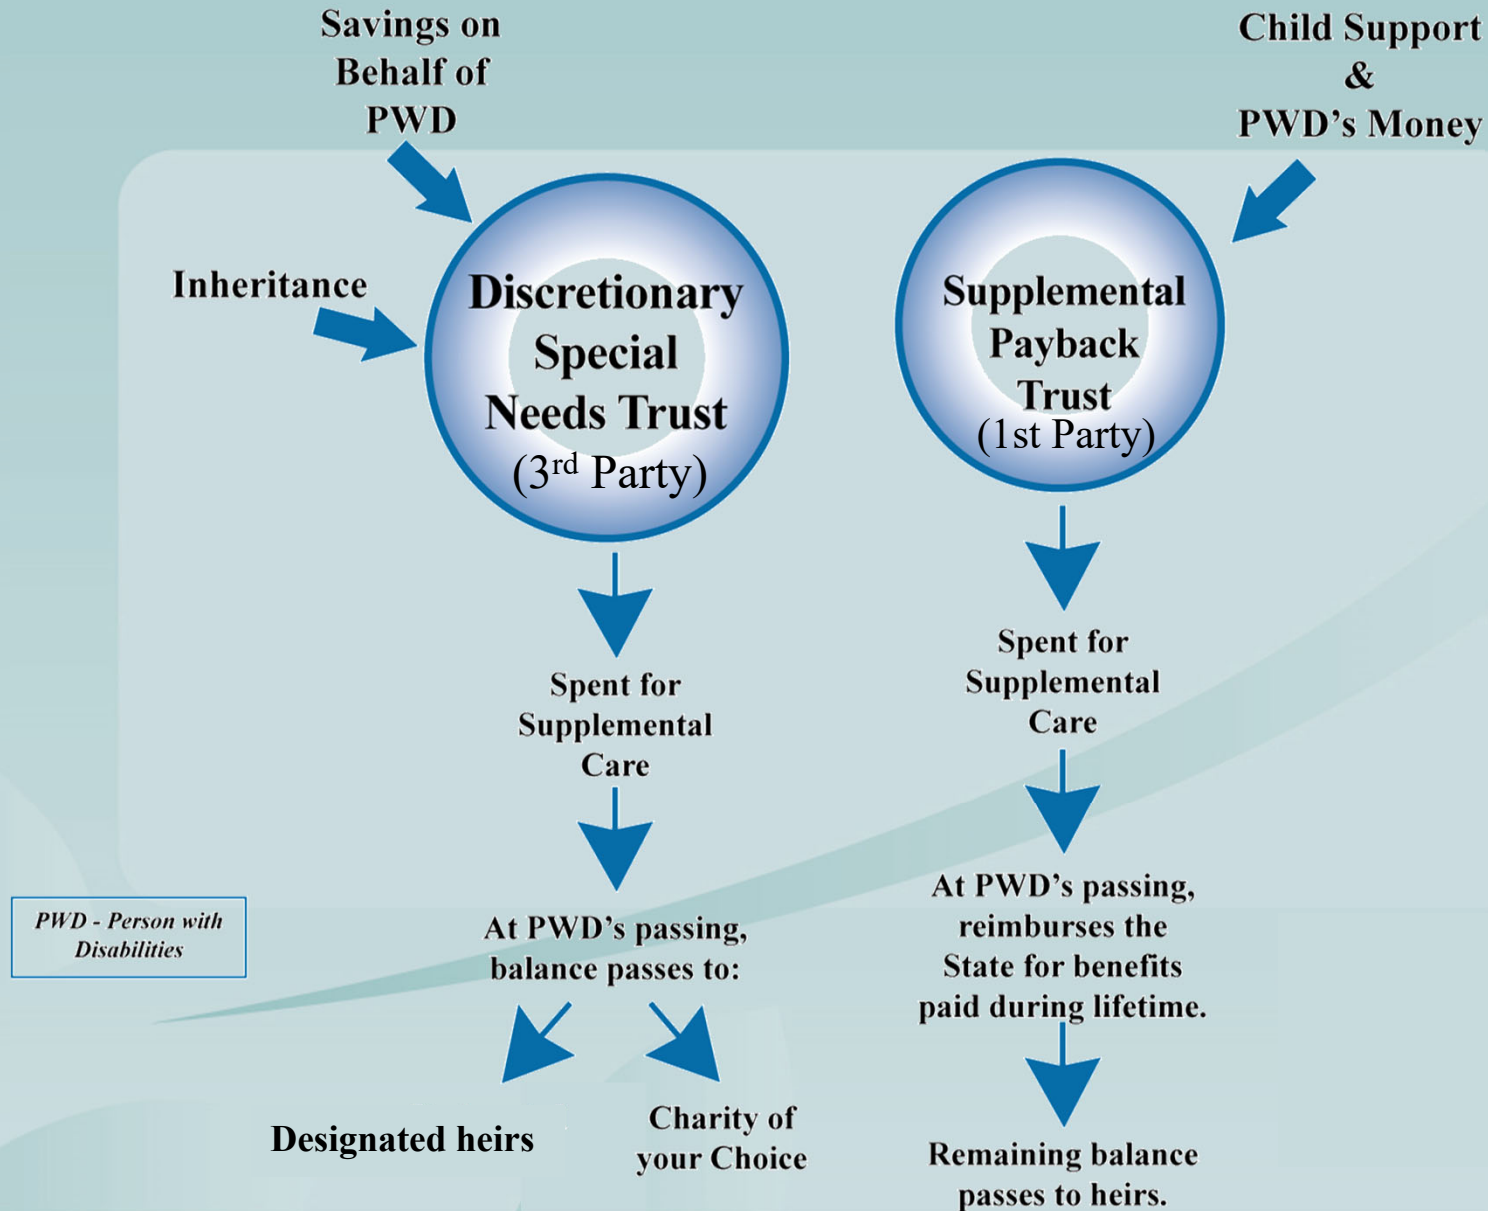 Savings on
Behalf of
PWD
Inheritance
Discretionary
Special
Needs Trust
(3rd Party)
Spent for
Supplemental
Care
At PWD's passing,
balance passes to:
Designated heirs
Charity of
your Choice
Child Support
&
PWD's Money
Supplemental
Payback
Trust
(1st Party)
Spent for
Supplemental
Care
At PWD's passing,
reimburses the
State for benefits
paid during lifetime.
Remaining balance
passes to heirs.
PWD - Person with
Disabilities